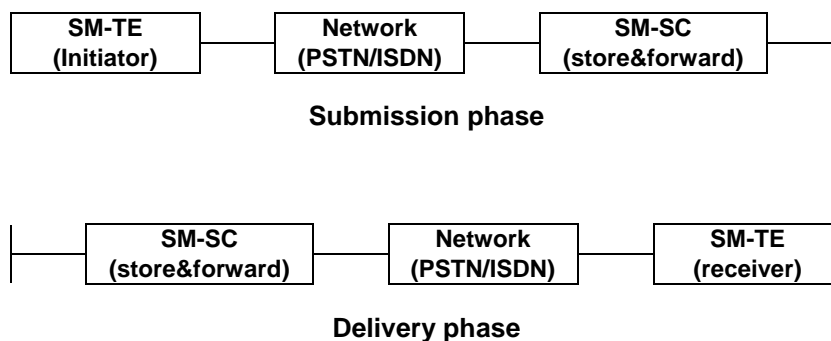 SM-TE
(Initiator)
Network
(PSTN/ISDN)
SM-SC
(store&forward)
Submission phase
SM-SC
(store&forward)
Network
(PSTN/ISDN)
SM-TE
(receiver)
Delivery phase